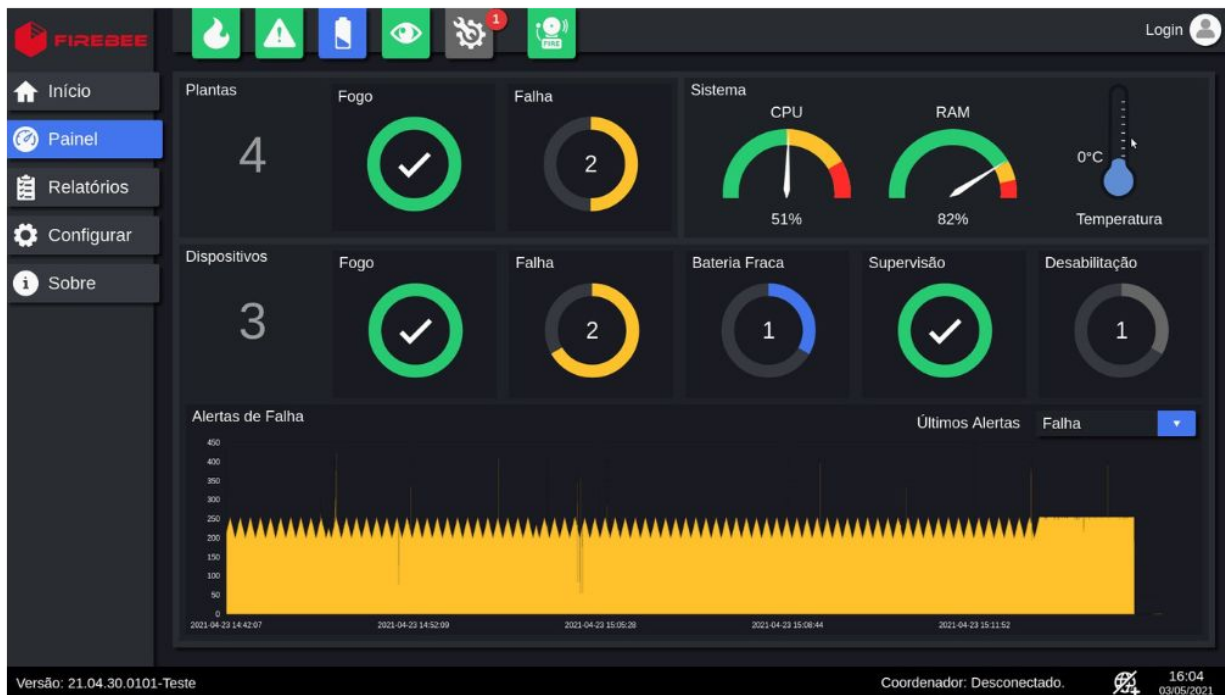 FIREBEE
1
FIRE
Login
Início
Painel
Relatórios
Configurar
Sobre
Plantas
4
Fogo
Falha
2
Sistema
CPU
51%
RAM
82%
0°C
Temperatura
Dispositivos
3
Fogo
Falha
2
Bateria Fraca
1
Supervisão
Desabilitação
1
Alertas de Falha
Últimos Alertas Falha
450
400
350
300
250
200
150
100
50
0
2021-04-23 14:42:07 2021-04-23 14:52:09 2021-04-23 15:05:28 2021-04-23 15:08:44 2021-04-23 15:11:52
Versão: 21.04.30.0101-Teste
Coordenador: Desconectado.
16:04
03/05/2021